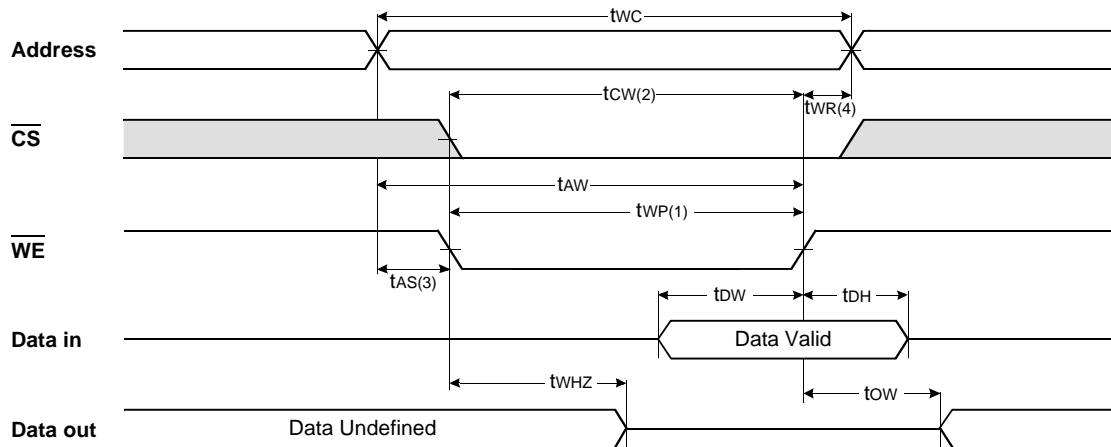 tWC
Address
tCW(2)
tWR(4)
CS
tAW
tWP(1)
WE
tAS(3)
tDW
tDH
Data in
Data Valid
tWHZ
tOW
Data out
Data Undefined